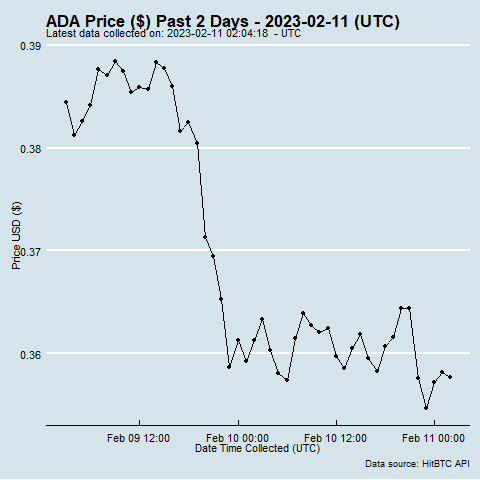 ADA Price ($) Past 2 Days - 2023-02-11 (UTC)
Latest data collected on: 2023-02-11 02:04:18 - UTC
0.39
0.38
0.37
0.36
Price USD ($)
Feb 09 12:00 Feb 10 00:00 Feb 10 12:00 Feb 11 00:00
Date Time Collected (UTC)
Data source: HitBTC API